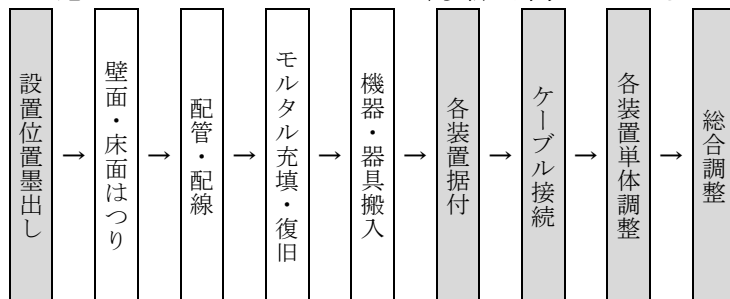 設置位置墨出し
→
壁面・床面はつり
→
配管・配線
→
モルタル充填・復旧
→
機器・器具搬入
→
各装置据付
→
ケーブル接続
→
各装置単体調整
→
総合調整